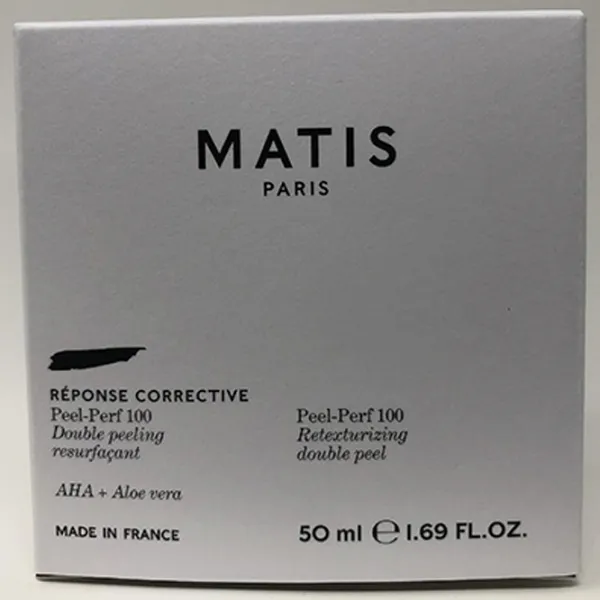 MATIS
PARIS
RÉPONSE CORRECTIVE
Peel-Perf 100
Double peeling
resurfaçant
AHA + Aloe vera
Peel-Perf 100
Retexturizing
double peel
MADE IN FRANCE
50 ml ℮ 1.69 FL.OZ.